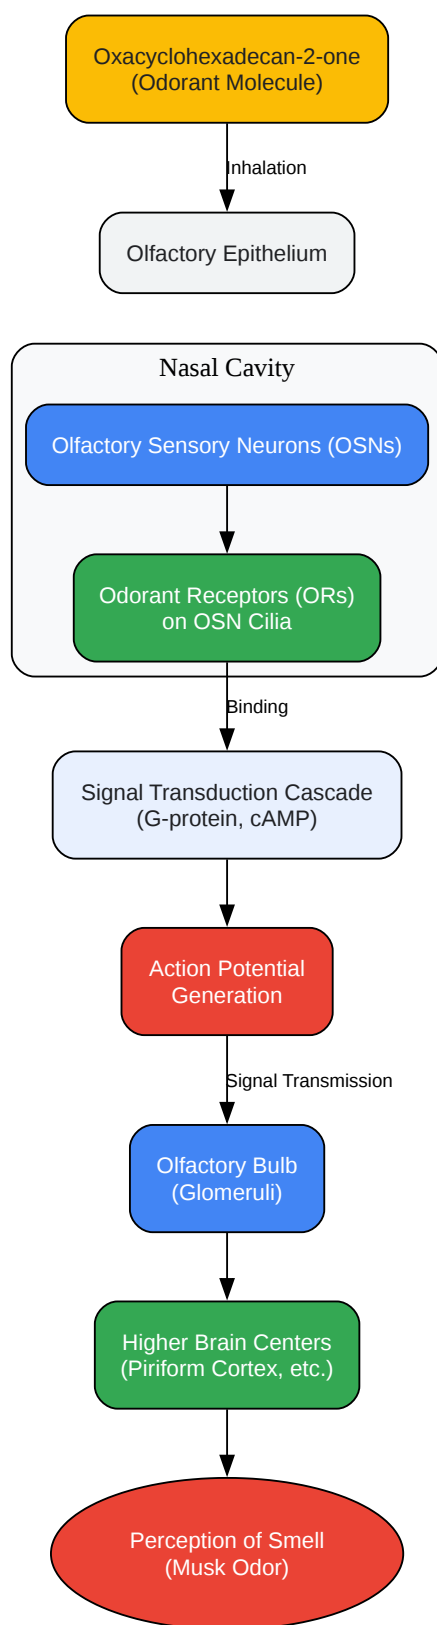 Oxacyclohexadecan-2-one
(Odorant Molecule)
Inhalation
Olfactory Epithelium
Nasal Cavity
Olfactory Sensory Neurons (OSNs)
Odorant Receptors (ORs)
on OSN Cilia
Binding
Signal Transduction Cascade
(G-protein, cAMP)
Action Potential
Generation
Signal Transmission
Olfactory Bulb
(Glomeruli)
Higher Brain Centers
(Piriform Cortex, etc.)
Perception of Smell
(Musk Odor)